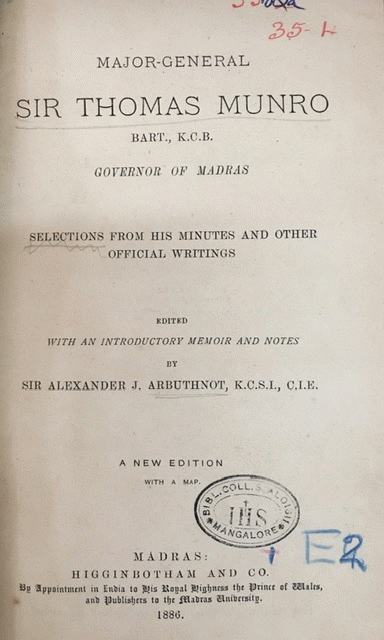 35-L
MAJOR-GENERAL
SIR THOMAS MUNRO
BART., K.C.B.
GOVERNOR OF MADRAS
SELECTIONS FROM HIS MINUTES AND OTHER
OFFICIAL WRITINGS
EDITED
WITH AN INTRODUCTORY MEMOIR AND NOTES
BY
SIR ALEXANDER J. ARBUTHNOT, K.C.S.I., C.I.E.
A NEW EDITION
WITH A MAP.
BIBL. COLL. S. ALOISII
IHS
MANGALORE
E2
MADRAS:
HIGGINBOTHAM AND CO.
By Appointment in India to His Royal Highness the Prince of Wales,
and Publishers to the Madras University.
1886.